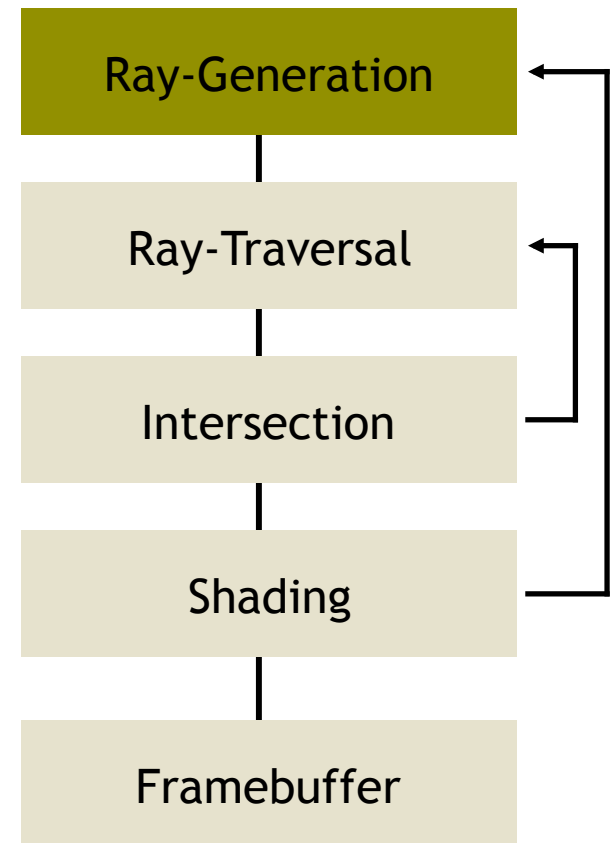 Ray-Generation
Ray-Traversal
Intersection
Shading
Framebuffer